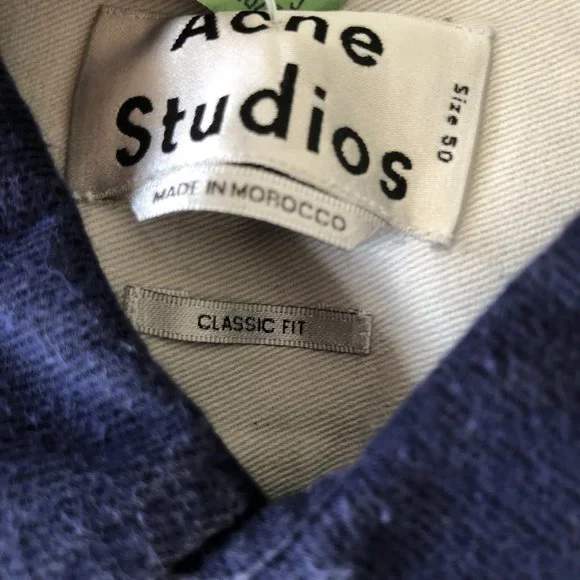 Acne
Studios
Size 50
MADE IN MOROCCO
CLASSIC FIT